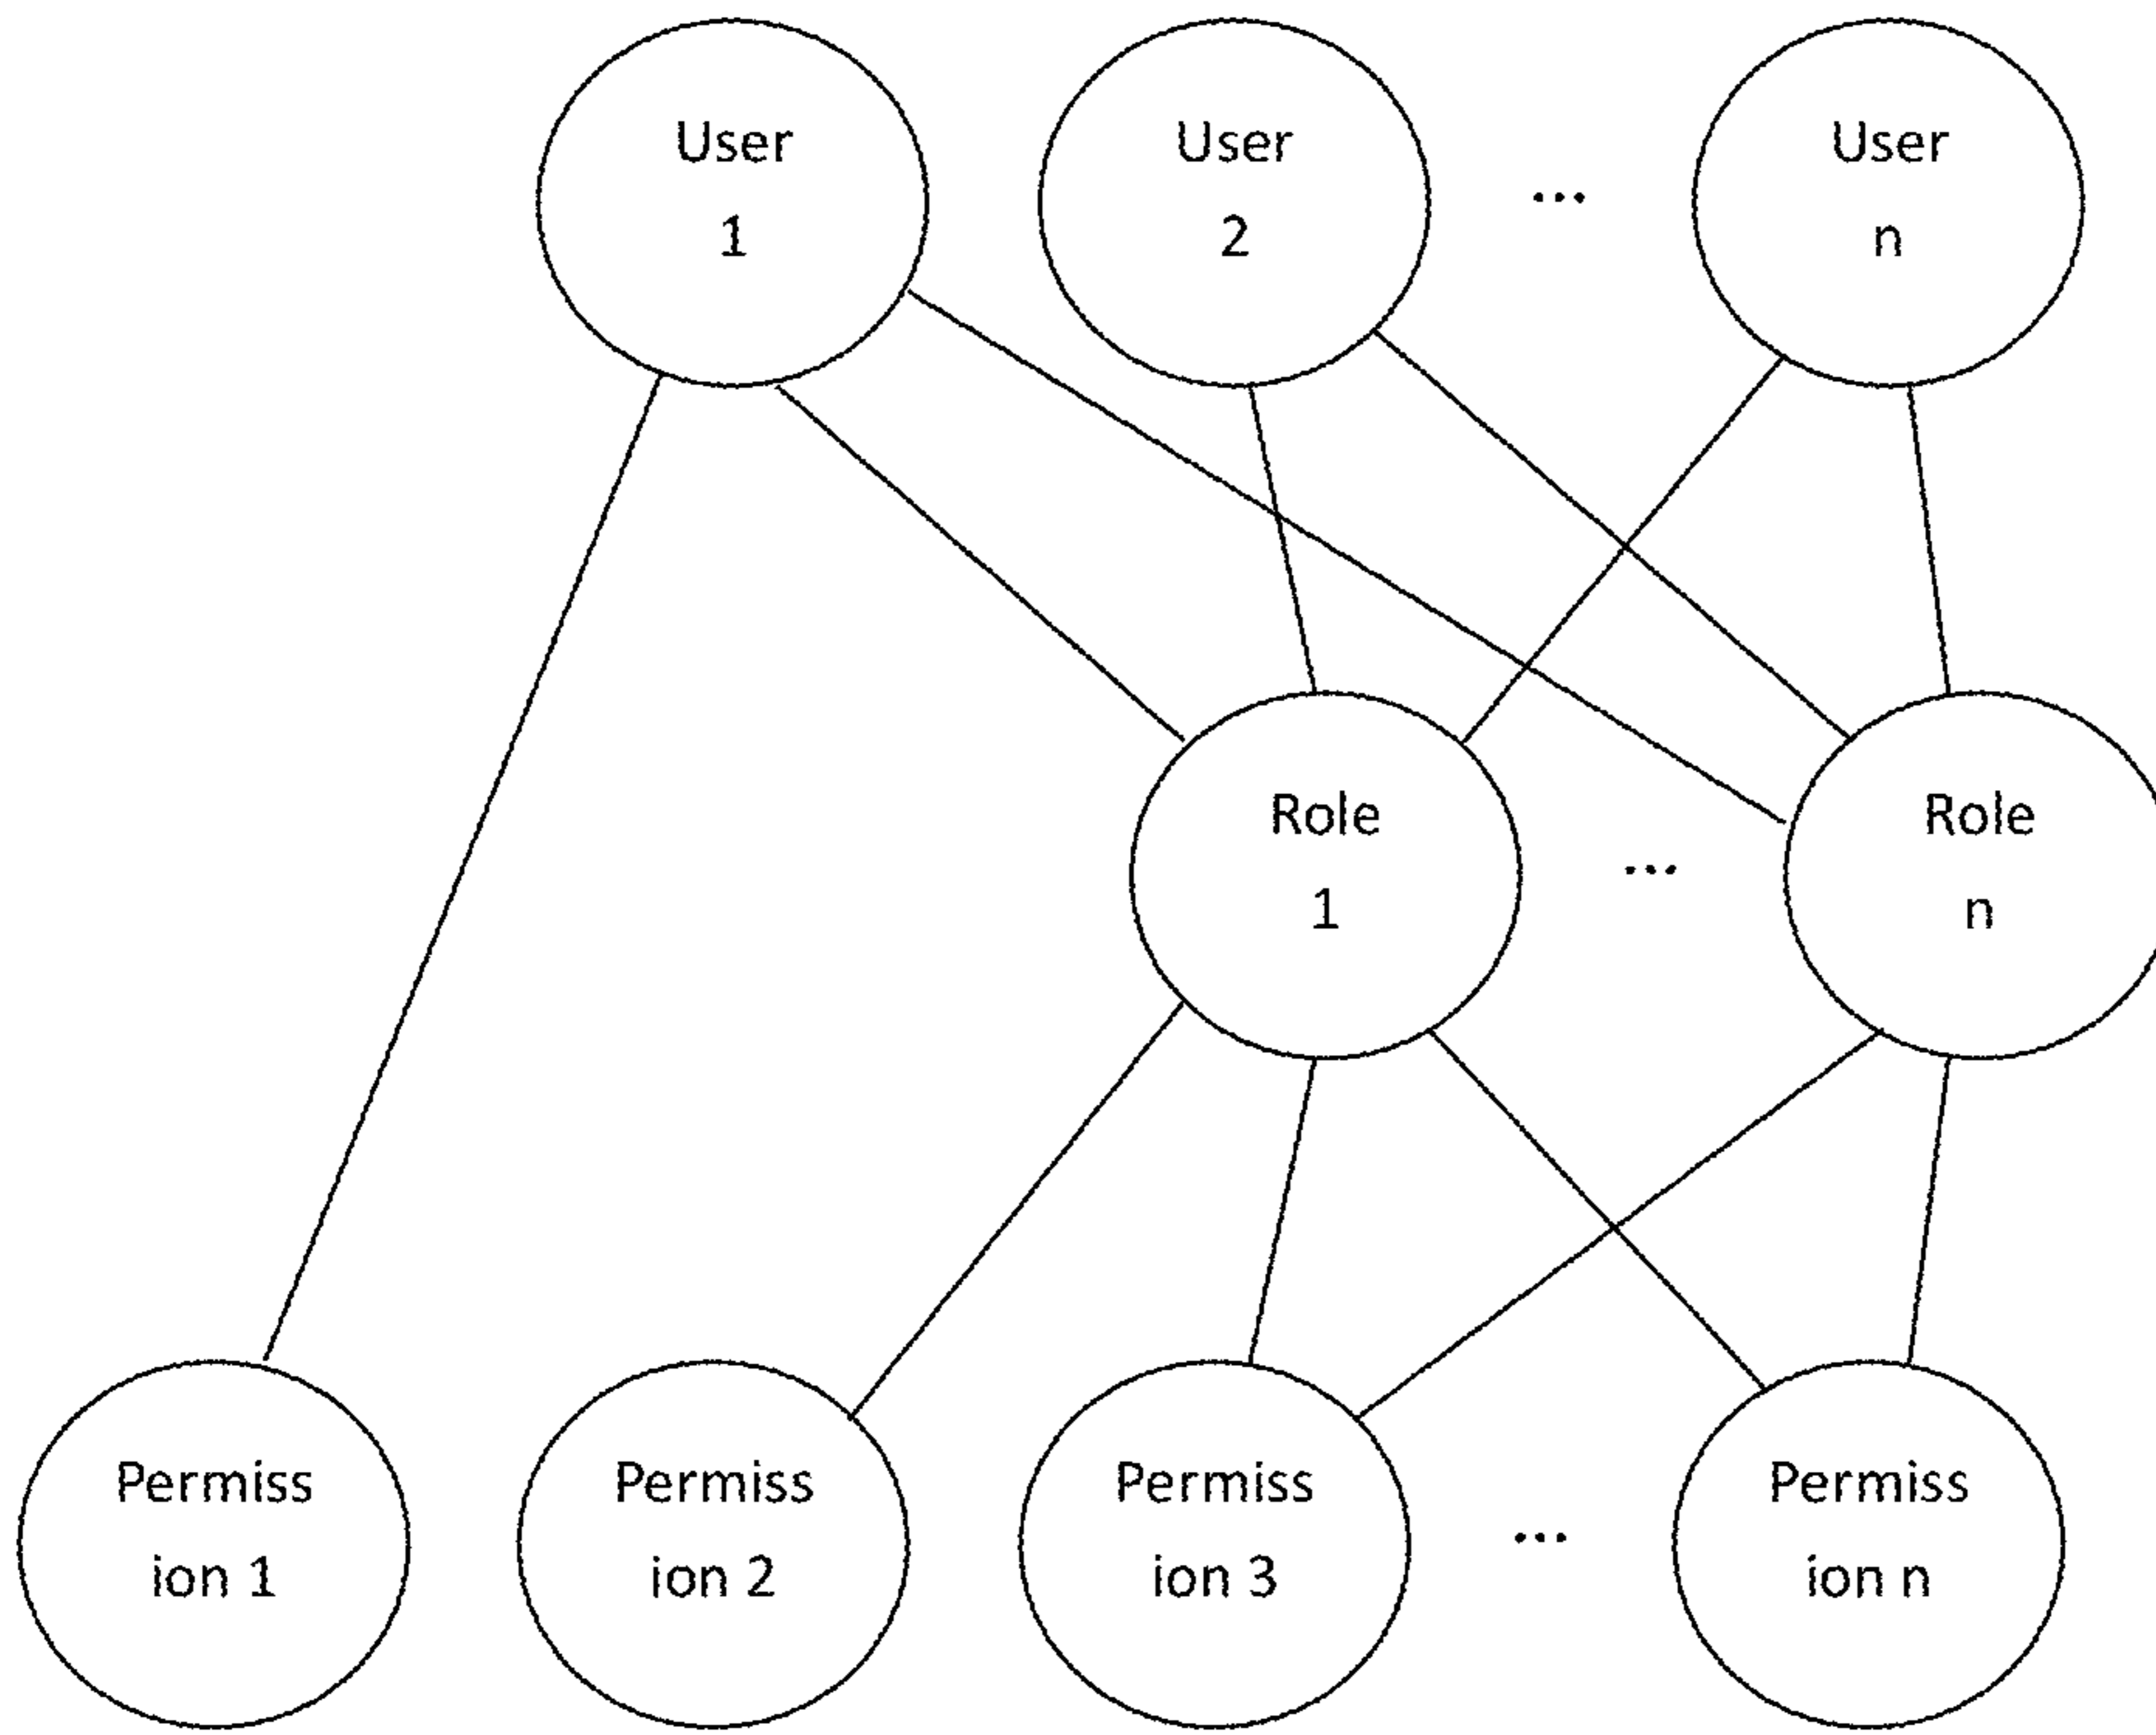 User
1
User
2
...
User
n
Role
1
...
Role
n
Permiss
ion 1
Permiss
ion 2
Permiss
ion 3
...
Permiss
ion n